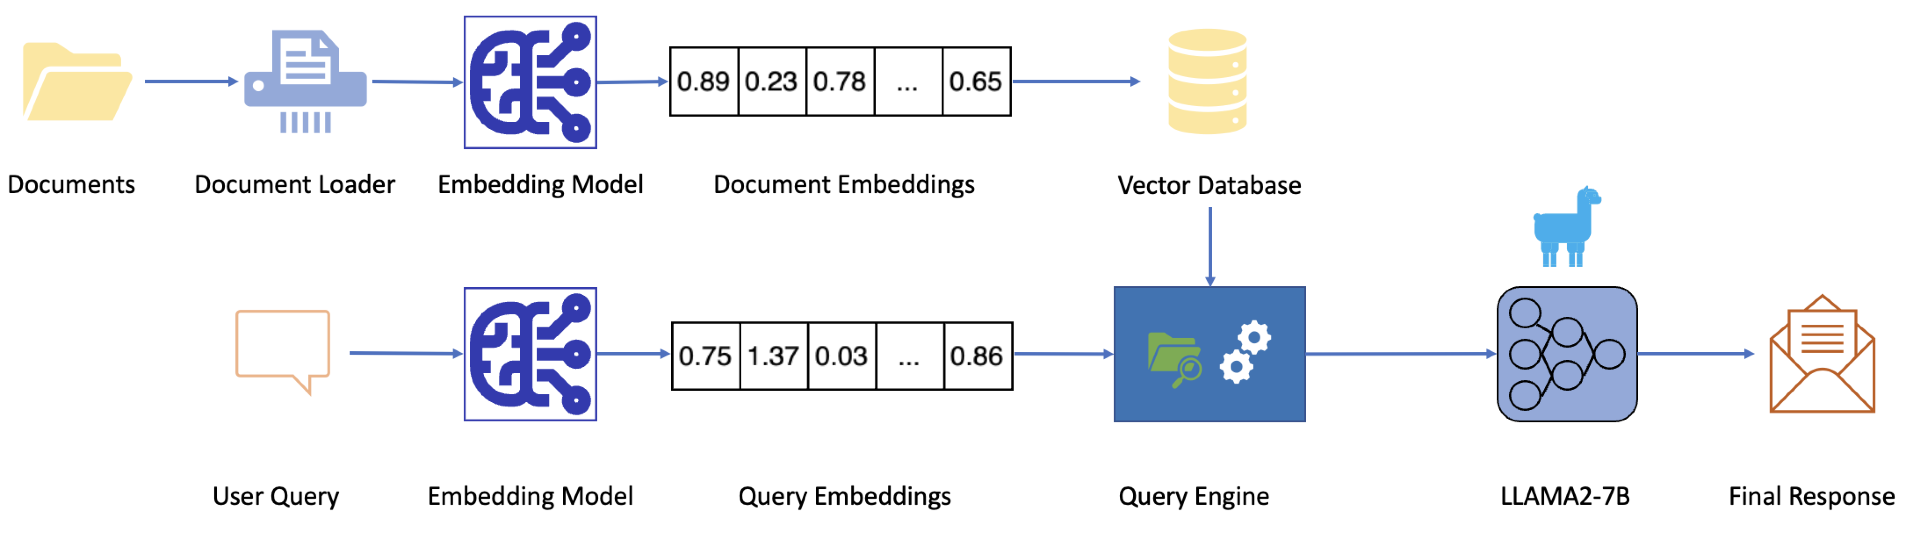 0.89 0.23 0.78 ... 0.65
Documents Document Loader Embedding Model Document Embeddings Vector Database
0.75 1.37 0.03 ... 0.86
User Query Embedding Model Query Embeddings Query Engine LLAMA2-7B Final Response